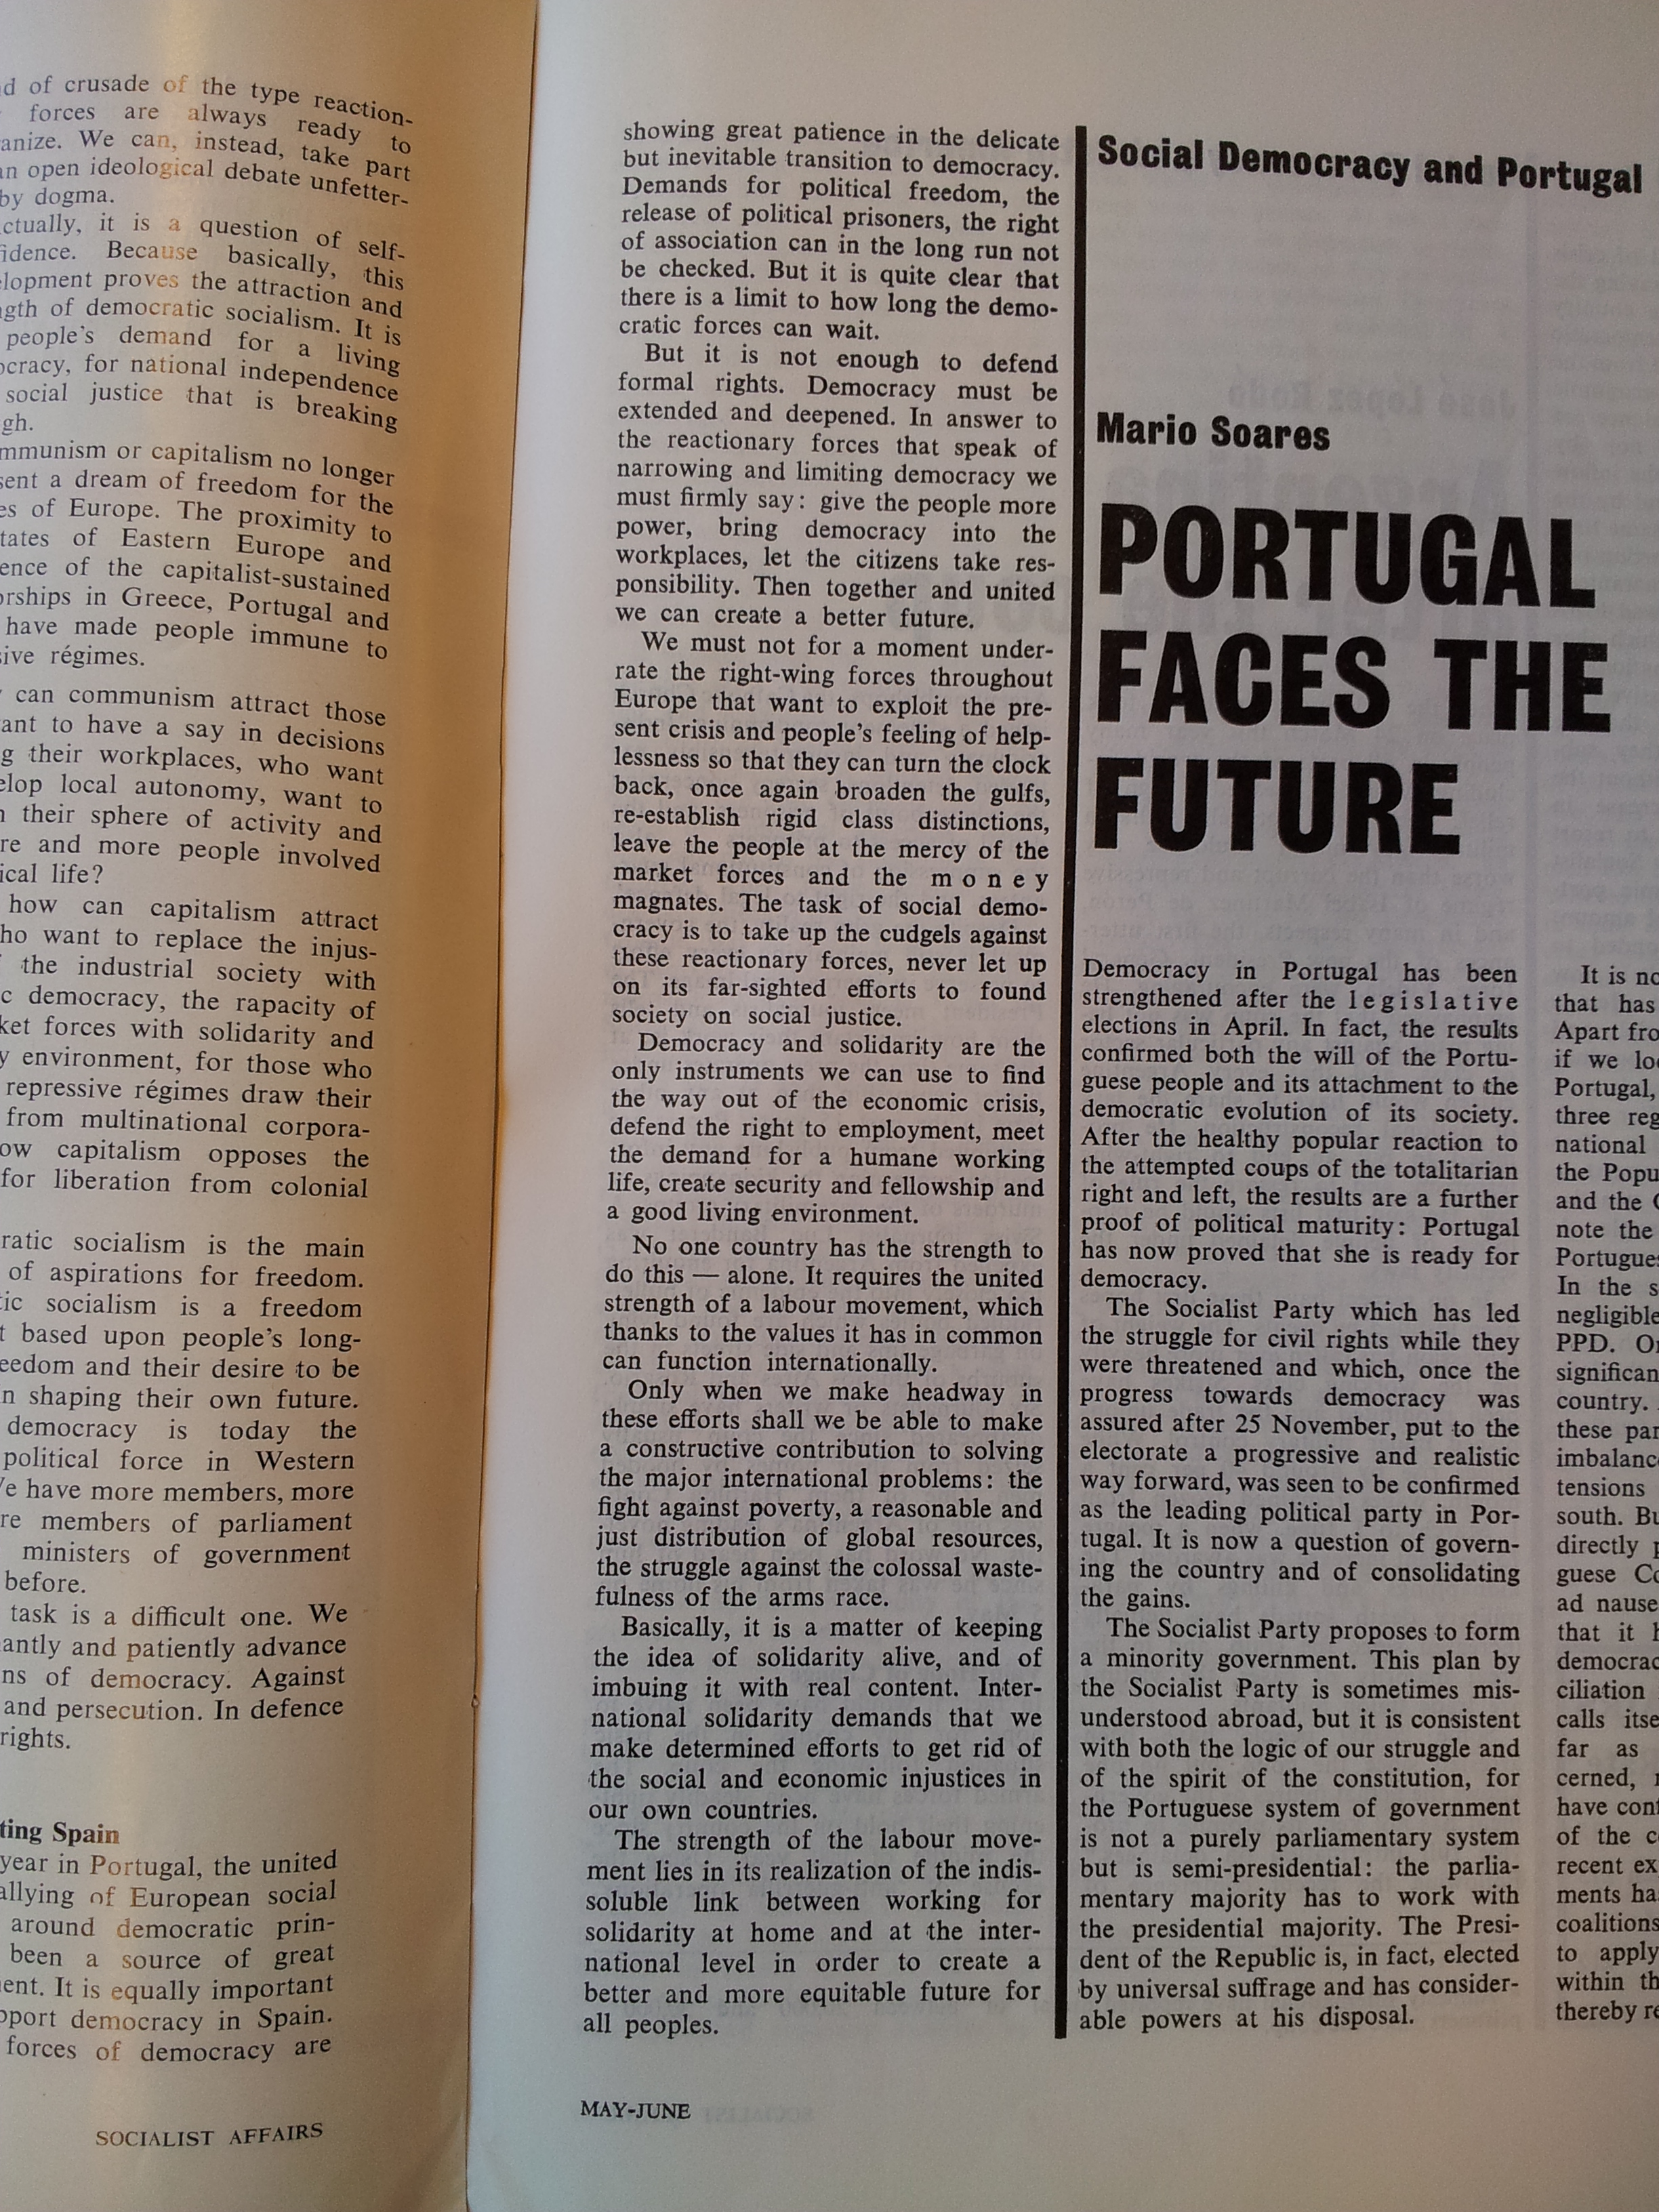 d of crusade of the type reaction-
forces are always ready to
anize. We can, instead, take part
an open ideological debate unfetter-
by dogma.
ctually, it is a question of self-
idence. Because basically, this
elopment proves the attraction and
ngth of democratic socialism. It is
people's demand for a living
ocracy, for national independence
social justice that is breaking
gh.
mmunism or capitalism no longer
sent a dream of freedom for the
es of Europe. The proximity to
tates of Eastern Europe and
ence of the capitalist-sustained
orships in Greece, Portugal and
have made people immune to
sive régimes.
can communism attract those
ant to have a say in decisions
g their workplaces, who want
elop local autonomy, want to
n their sphere of activity and
re and more people involved
ical life?
how can capitalism attract
ho want to replace the injus-
the industrial society with
c democracy, the rapacity of
ket forces with solidarity and
y environment, for those who
repressive régimes draw their
from multinational corpora-
ow capitalism opposes the
for liberation from colonial
ratic socialism is the main
of aspirations for freedom.
tic socialism is a freedom
t based upon people's long-
eedom and their desire to be
n shaping their own future.
democracy is today the
political force in Western
e have more members, more
re members of parliament
ministers of government
before.
task is a difficult one. We
antly and patiently advance
ns of democracy. Against
and persecution. In defence
rights.
ting Spain
year in Portugal, the united
allying of European social
around democratic prin-
been a source of great
ent. It is equally important
pport democracy in Spain.
forces of democracy are
SOCIALIST AFFAIRS
showing great patience in the delicate
but inevitable transition to democracy.
Demands for political freedom, the
release of political prisoners, the right
of association can in the long run not
be checked. But it is quite clear that
there is a limit to how long the demo-
cratic forces can wait.
But it is not enough to defend
formal rights. Democracy must be
extended and deepened. In answer to
the reactionary forces that speak of
narrowing and limiting democracy we
must firmly say: give the people more
power, bring democracy into the
workplaces, let the citizens take res-
ponsibility. Then together and united
we can create a better future.
We must not for a moment under-
rate the right-wing forces throughout
Europe that want to exploit the pre-
sent crisis and people's feeling of help-
lessness so that they can turn the clock
back, once again broaden the gulfs,
re-establish rigid class distinctions,
leave the people at the mercy of the
market forces and the money
magnates. The task of social demo-
cracy is to take up the cudgels against
these reactionary forces, never let up
on its far-sighted efforts to found
society on social justice.
Democracy and solidarity are the
only instruments we can use to find
the way out of the economic crisis,
defend the right to employment, meet
the demand for a humane working
life, create security and fellowship and
a good living environment.
No one country has the strength to
do this — alone. It requires the united
strength of a labour movement, which
thanks to the values it has in common
can function internationally.
Only when we make headway in
these efforts shall we be able to make
a constructive contribution to solving
the major international problems: the
fight against poverty, a reasonable and
just distribution of global resources,
the struggle against the colossal waste-
fulness of the arms race.
Basically, it is a matter of keeping
the idea of solidarity alive, and of
imbuing it with real content. Inter-
national solidarity demands that we
make determined efforts to get rid of
the social and economic injustices in
our own countries.
The strength of the labour move-
ment lies in its realization of the indis-
soluble link between working for
solidarity at home and at the inter-
national level in order to create a
better and more equitable future for
all peoples.
MAY-JUNE
Social Democracy and Portugal
Mario Soares
PORTUGAL
FACES THE
FUTURE
Democracy in Portugal has been
strengthened after the legislative
elections in April. In fact, the results
confirmed both the will of the Portu-
guese people and its attachment to the
democratic evolution of its society.
After the healthy popular reaction to
the attempted coups of the totalitarian
right and left, the results are a further
proof of political maturity: Portugal
has now proved that she is ready for
democracy.
The Socialist Party which has led
the struggle for civil rights while they
were threatened and which, once the
progress towards democracy was
assured after 25 November, put to the
electorate a progressive and realistic
way forward, was seen to be confirmed
as the leading political party in Por-
tugal. It is now a question of govern-
ing the country and of consolidating
the gains.
The Socialist Party proposes to form
a minority government. This plan by
the Socialist Party is sometimes mis-
understood abroad, but it is consistent
with both the logic of our struggle and
of the spirit of the constitution, for
the Portuguese system of government
is not a purely parliamentary system
but is semi-presidential: the parlia-
mentary majority has to work with
the presidential majority. The Presi-
dent of the Republic is, in fact, elected
by universal suffrage and has consider-
able powers at his disposal.
It is no
that has
Apart fro
if we lo
Portugal,
three reg
national
the Popu
and the
note the
Portugues
In the s
negligible
PPD. O
significan
country.
these par
imbalanc
tensions
south. Bu
directly p
guese Co
ad nause
that it h
democrac
ciliation
calls itse
far as
cerned,
have con
of the c
recent ex
ments ha
coalitions
to apply
within th
thereby re